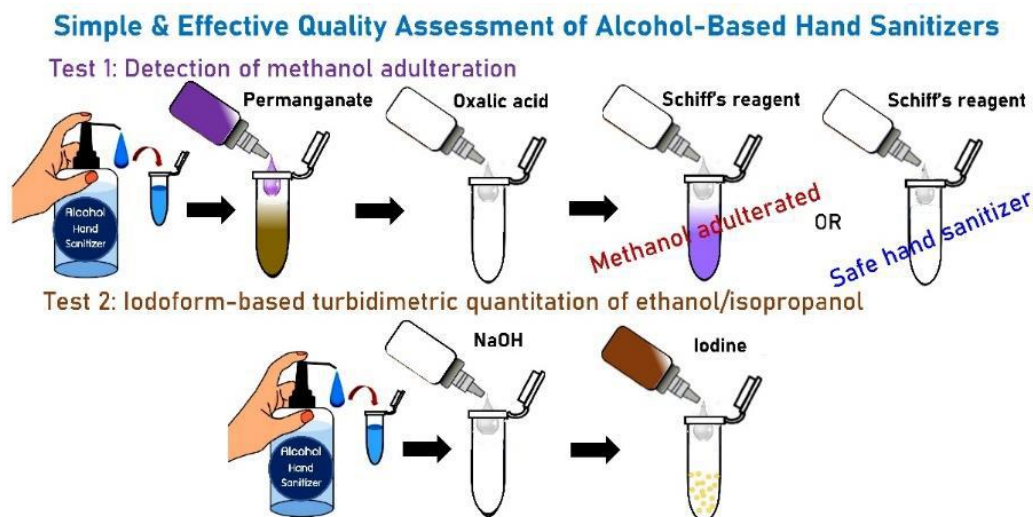 Simple & Effective Quality Assessment of Alcohol-Based Hand Sanitizers
Test 1: Detection of methanol adulteration
Permanganate
Oxalic acid
Schiff's reagent
Schiff's reagent
Alcohol
Hand
Sanitizer
Methanol adulterated
OR
Safe hand sanitizer
Test 2: Iodoform-based turbidimetric quantitation of ethanol/isopropanol
NaOH
Iodine
Alcohol
Hand
Sanitizer